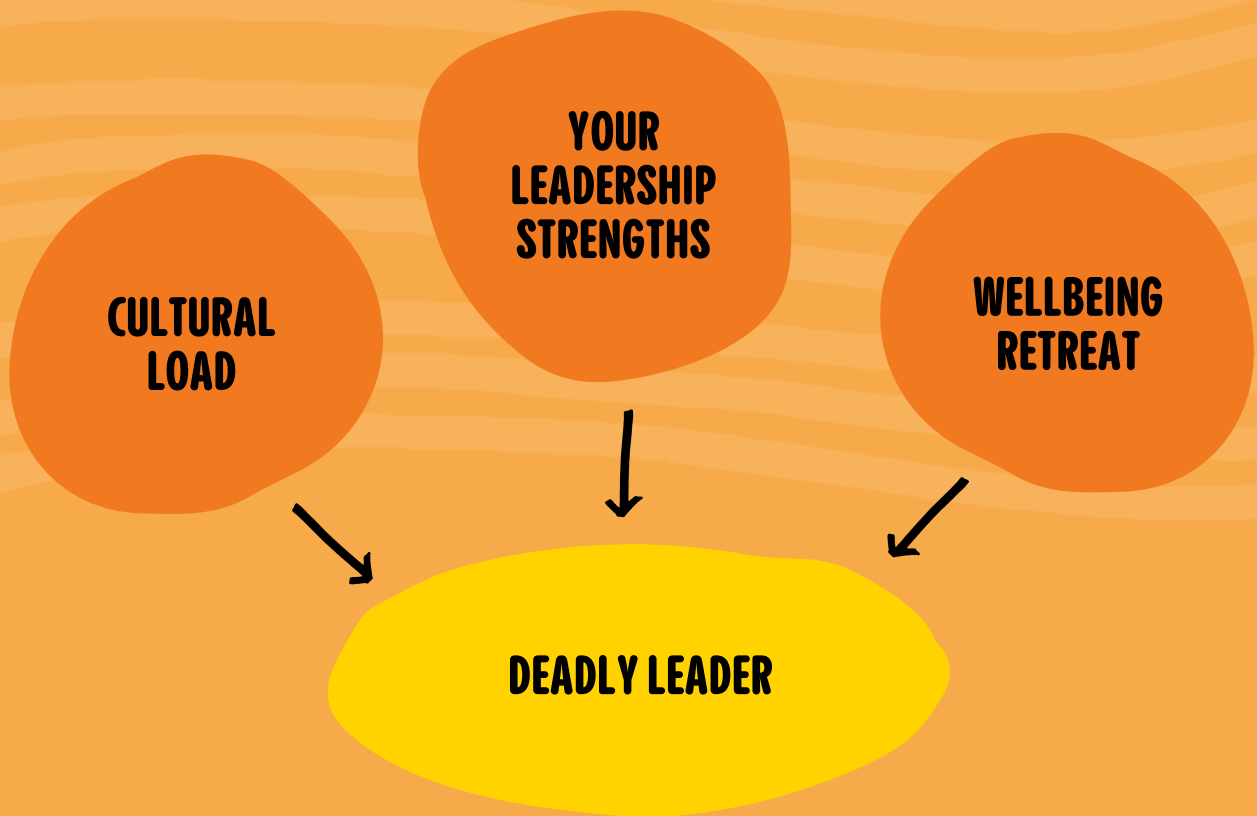 YOUR
LEADERSHIP
STRENGTHS
CULTURAL
LOAD
WELLBEING
RETREAT
DEADLY LEADER